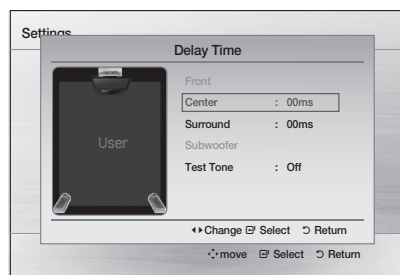 Settings
Delay Time
User
Front
Center : 00ms
Surround : 00ms
Subwoofer
Test Tone : Off
Change Select Return
move Select Return